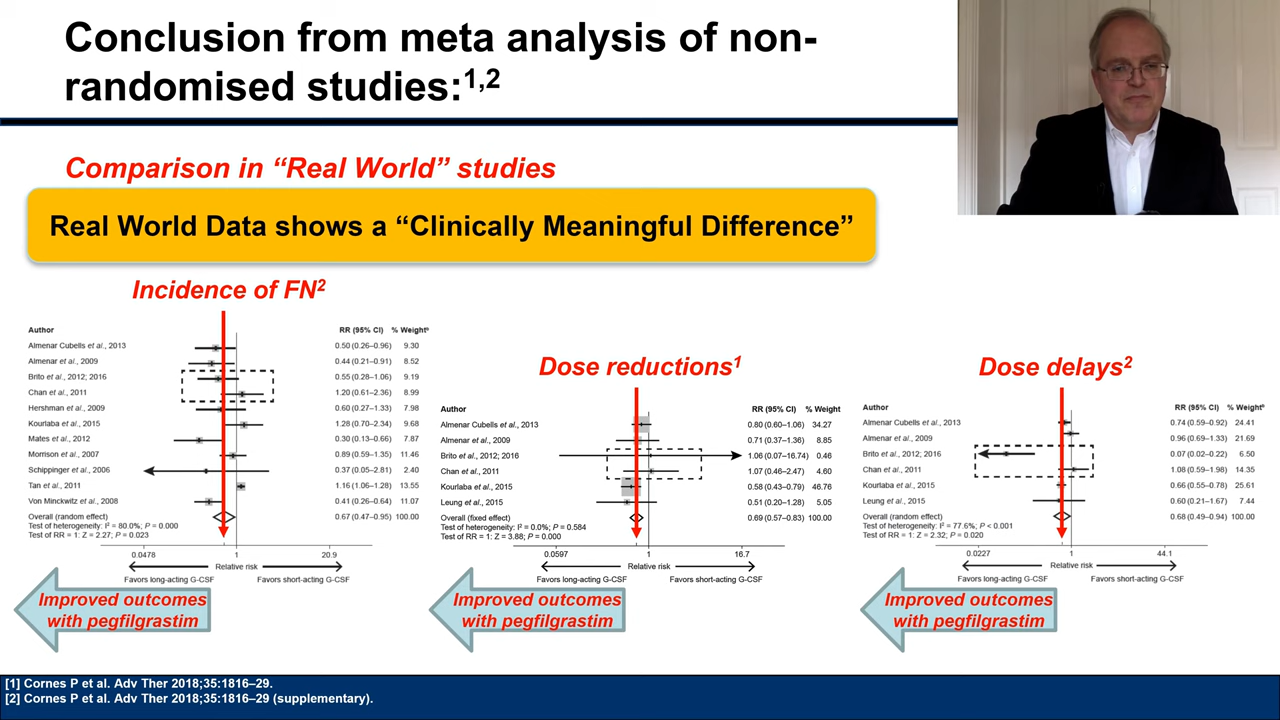 Conclusion from meta analysis of non-
randomised studies:1,2
Comparison in “Real World” studies
Real World Data shows a “Clinically Meaningful Difference”
Incidence of FN2
Author RR (95% CI) % Weightb
Almenar Cubells et al., 2013 0.50 (0.26–0.96) 9.30
Almenar et al., 2009 0.44 (0.21–0.91) 8.52
Brito et al., 2012; 2016 0.55 (0.28–1.06) 9.19
Chan et al., 2011 1.20 (0.61–2.36) 8.99
Hershman et al., 2009 0.60 (0.27–1.33) 7.98
Kourlaba et al., 2015 1.28 (0.70–2.34) 9.68
Mates et al., 2012 0.30 (0.13–0.66) 7.87
Morrison et al., 2007 0.89 (0.59–1.35) 11.46
Schippinger et al., 2006 0.37 (0.05–2.81) 2.40
Tan et al., 2011 1.16 (1.06–1.28) 13.55
Von Minckwitz et al., 2008 0.41 (0.26–0.64) 11.07
Overall (random effect) 0.67 (0.47–0.95) 100.00
Test of heterogeneity: I2 = 80.0%; P = 0.000
Test of RR = 1: Z = 2.27; P = 0.023
0.0478 1 20.9
Relative risk
Favors long-acting G-CSF Favors short-acting G-CSF
Improved outcomes
with pegfilgrastim
Dose reductions1
Author RR (95% CI) % Weight
Almenar Cubells et al., 2013 0.80 (0.60–1.06) 34.27
Almenar et al., 2009 0.71 (0.37–1.36) 8.85
Brito et al., 2012; 2016 1.06 (0.07–16.74) 0.46
Chan et al., 2011 1.07 (0.46–2.47) 4.60
Kourlaba et al., 2015 0.58 (0.43–0.79) 46.76
Leung et al., 2015 0.51 (0.20–1.28) 5.05
Overall (fixed effect) 0.69 (0.57–0.83) 100.00
Test of heterogeneity: I2 = 0.0%; P = 0.584
Test of RR = 1: Z = 3.88; P = 0.000
0.0597 1 16.7
Relative risk
Favors long-acting G-CSF Favors short-acting G-CSF
Improved outcomes
with pegfilgrastim
Dose delays2
Author RR (95% CI) % Weightb
Almenar Cubells et al., 2013 0.74 (0.59–0.92) 24.41
Almenar et al., 2009 0.96 (0.69–1.33) 21.69
Brito et al., 2012; 2016 0.07 (0.02–0.22) 6.50
Chan et al., 2011 1.08 (0.59–1.98) 14.35
Kourlaba et al., 2015 0.66 (0.55–0.78) 25.61
Leung et al., 2015 0.60 (0.21–1.67) 7.44
Overall (random effect) 0.68 (0.49–0.94) 100.00
Test of heterogeneity: I2 = 77.6%; P < 0.001
Test of RR = 1: Z = 2.32; P = 0.020
0.0227 1 44.1
Relative risk
Favors long-acting G-CSF Favors short-acting G-CSF
Improved outcomes
with pegfilgrastim
[1] Cornes P et al. Adv Ther 2018;35:1816–29.
[2] Cornes P et al. Adv Ther 2018;35:1816–29 (supplementary).